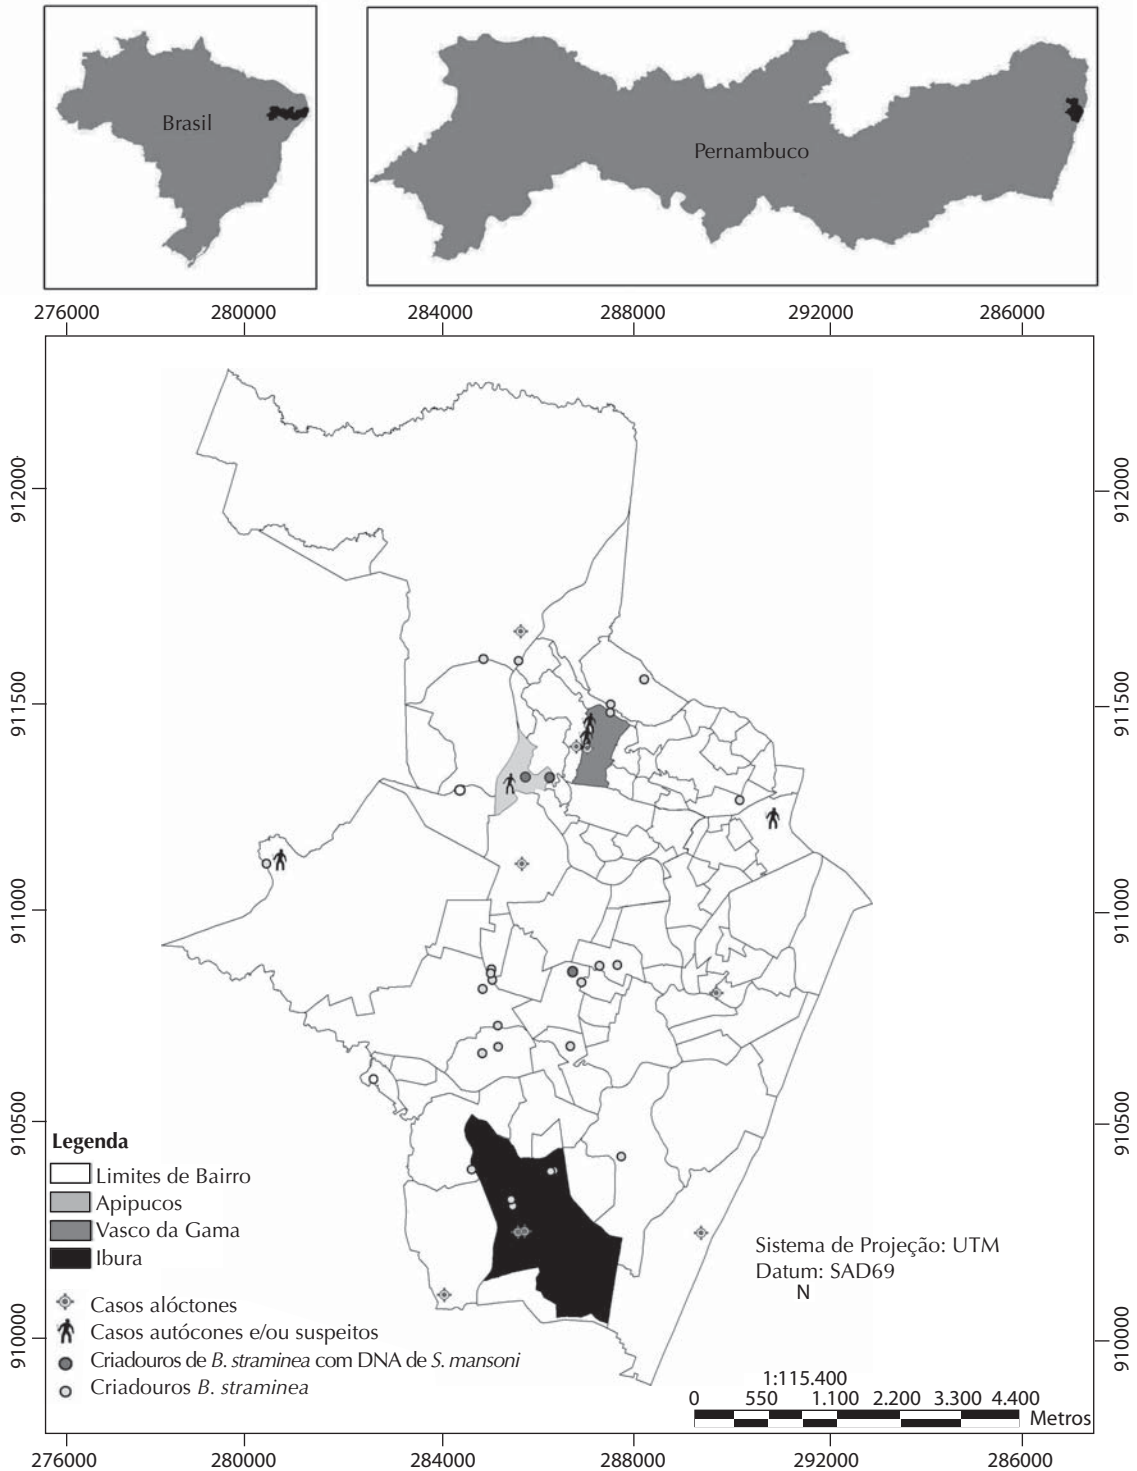 Brasil
Pernambuco
276000 280000 284000 288000 292000 286000
912000 912000
911500 911500
911000 911000
910500 910500
910000 910000
Legenda
Limites de Bairro
Apipucos
Vasco da Gama
Ibura
Casos alóctones
Casos autócones e/ou suspeitos
Criadouros de B. straminea com DNA de S. mansoni
Criadouros B. straminea
Sistema de Projeção: UTM
Datum: SAD69
N
1:115.400
0 550 1.100 2.200 3.300 4.400
Metros
276000 280000 284000 288000 292000 286000